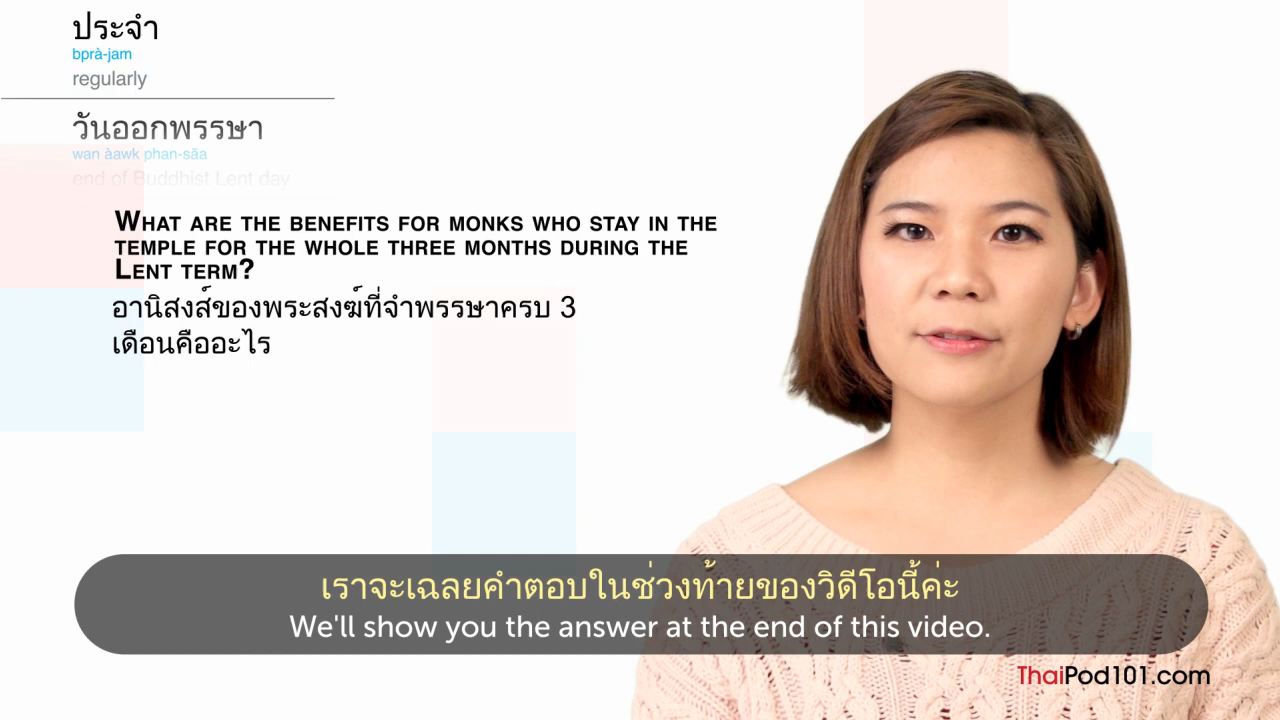 ประจำ
bprà-jam
regularly
วันออกพรรษา
wan àawk phan-sǎa
end of Buddhist Lent day
What are the benefits for monks who stay in the
temple for the whole three months during the
Lent term?
อานิสงส์ของพระสงฆ์ที่จำพรรษาครบ 3
เดือนคืออะไร
เราจะเฉลยคำตอบในช่วงท้ายของวิดีโอนี้ค่ะ
We'll show you the answer at the end of this video.
ThaiPod101.com